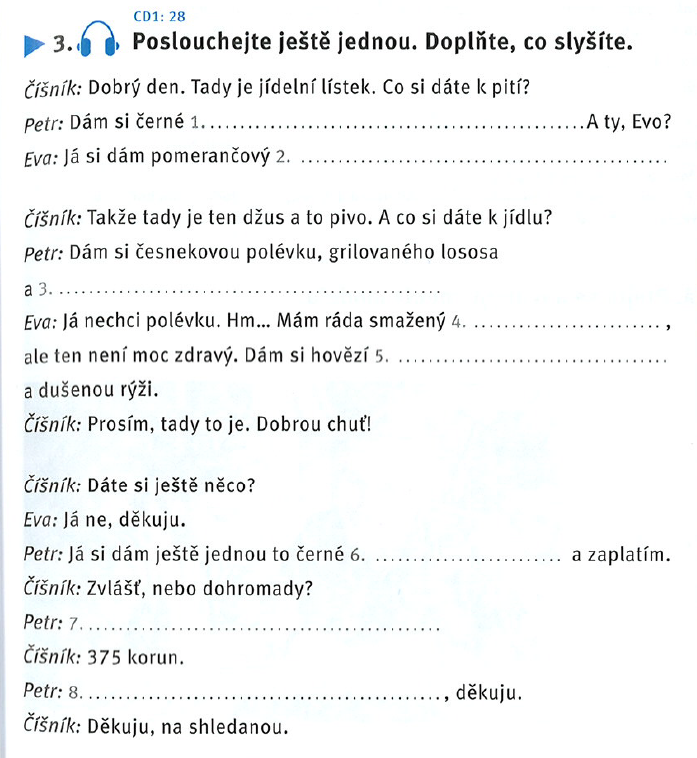 CD1: 28
3. Poslouchejte ještě jednou. Doplňte, co slyšíte.
Číšník: Dobrý den. Tady je jídelní lístek. Co si dáte k pití?
Petr: Dám si černé 1. .................................................... A ty, Evo?
Eva: Já si dám pomerančový 2. ....................................................
Číšník: Takže tady je ten džus a to pivo. A co si dáte k jídlu?
Petr: Dám si česnekovou polévku, grilovaného lososa
a 3. ....................................................
Eva: Já nechci polévku. Hm... Mám ráda smažený 4. .......................... ,
ale ten není moc zdravý. Dám si hovězí 5. ......................................
a dušenou rýži.
Číšník: Prosím, tady to je. Dobrou chuť!
Číšník: Dáte si ještě něco?
Eva: Já ne, děkuju.
Petr: Já si dám ještě jednou to černé 6. .......................... a zaplatím.
Číšník: Zvlášť, nebo dohromady?
Petr: 7. ....................................................
Číšník: 375 korun.
Petr: 8. .................................................... , děkuju.
Číšník: Děkuju, na shledanou.